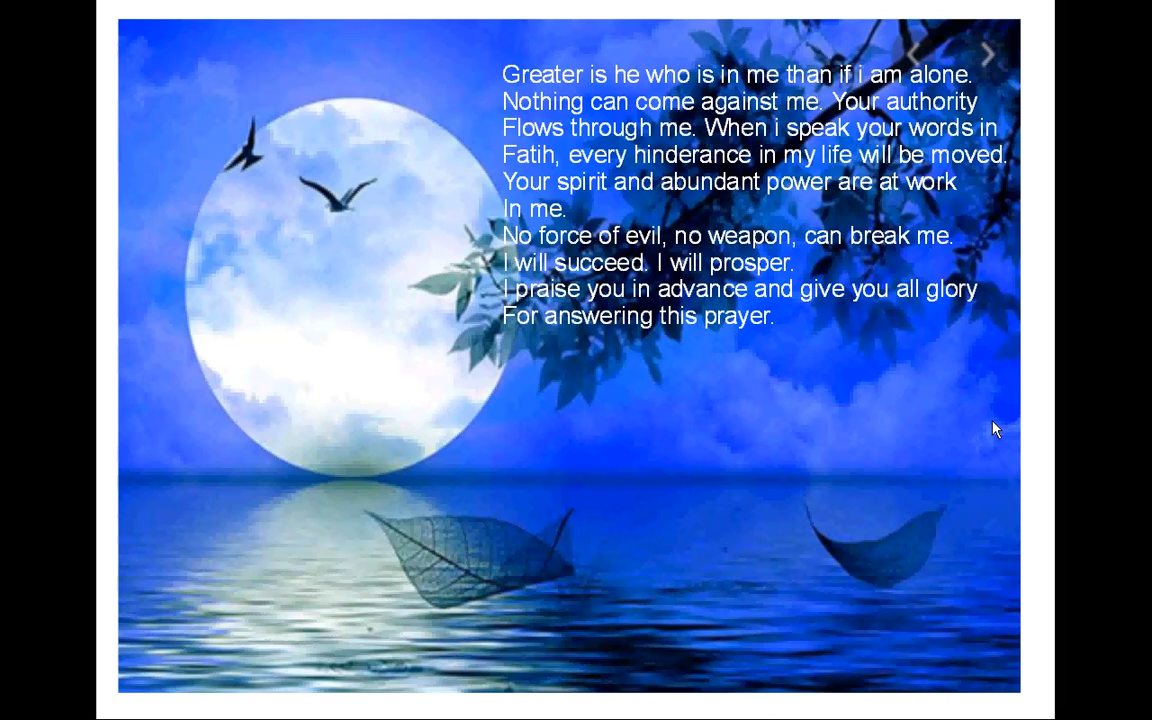 Greater is he who is in me than if i am alone.
Nothing can come against me. Your authority
Flows through me. When i speak your words in
Fatih, every hinderance in my life will be moved.
Your spirit and abundant power are at work
In me.
No force of evil, no weapon, can break me.
I will succeed. I will prosper.
I praise you in advance and give you all glory
For answering this prayer.